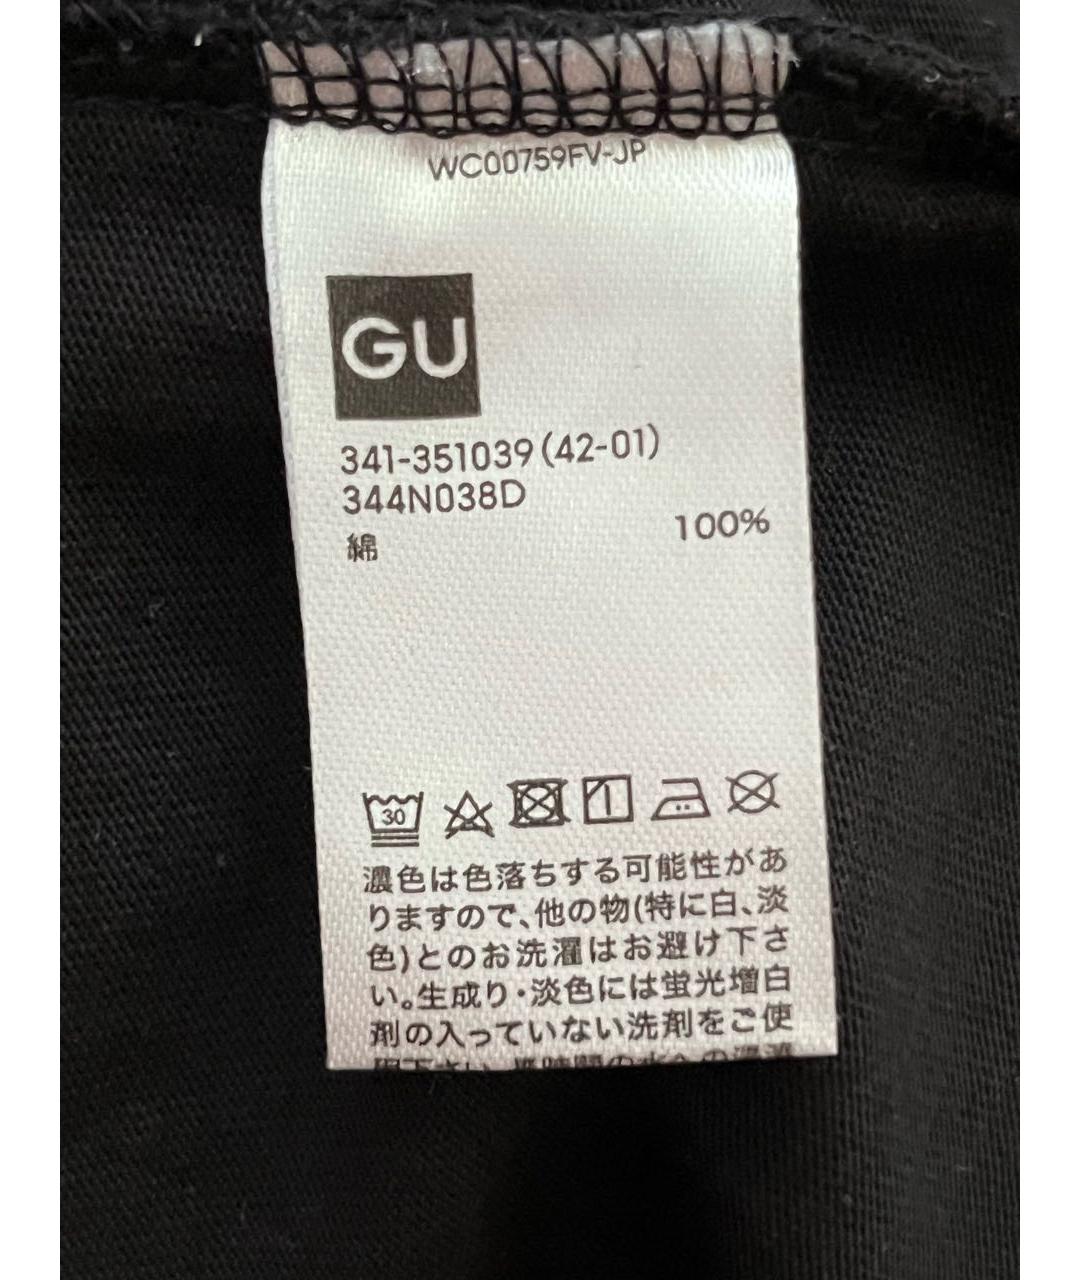 WC00759FV-JP
GU
341-351039(42-01)
344N038D
綿 100%
30
濃色は色落ちする可能性があ
りますので、他の物(特に白、淡
色)とのお洗濯はお避け下さ
い。生成り・淡色には蛍光増白
剤の入っていない洗剤をご使